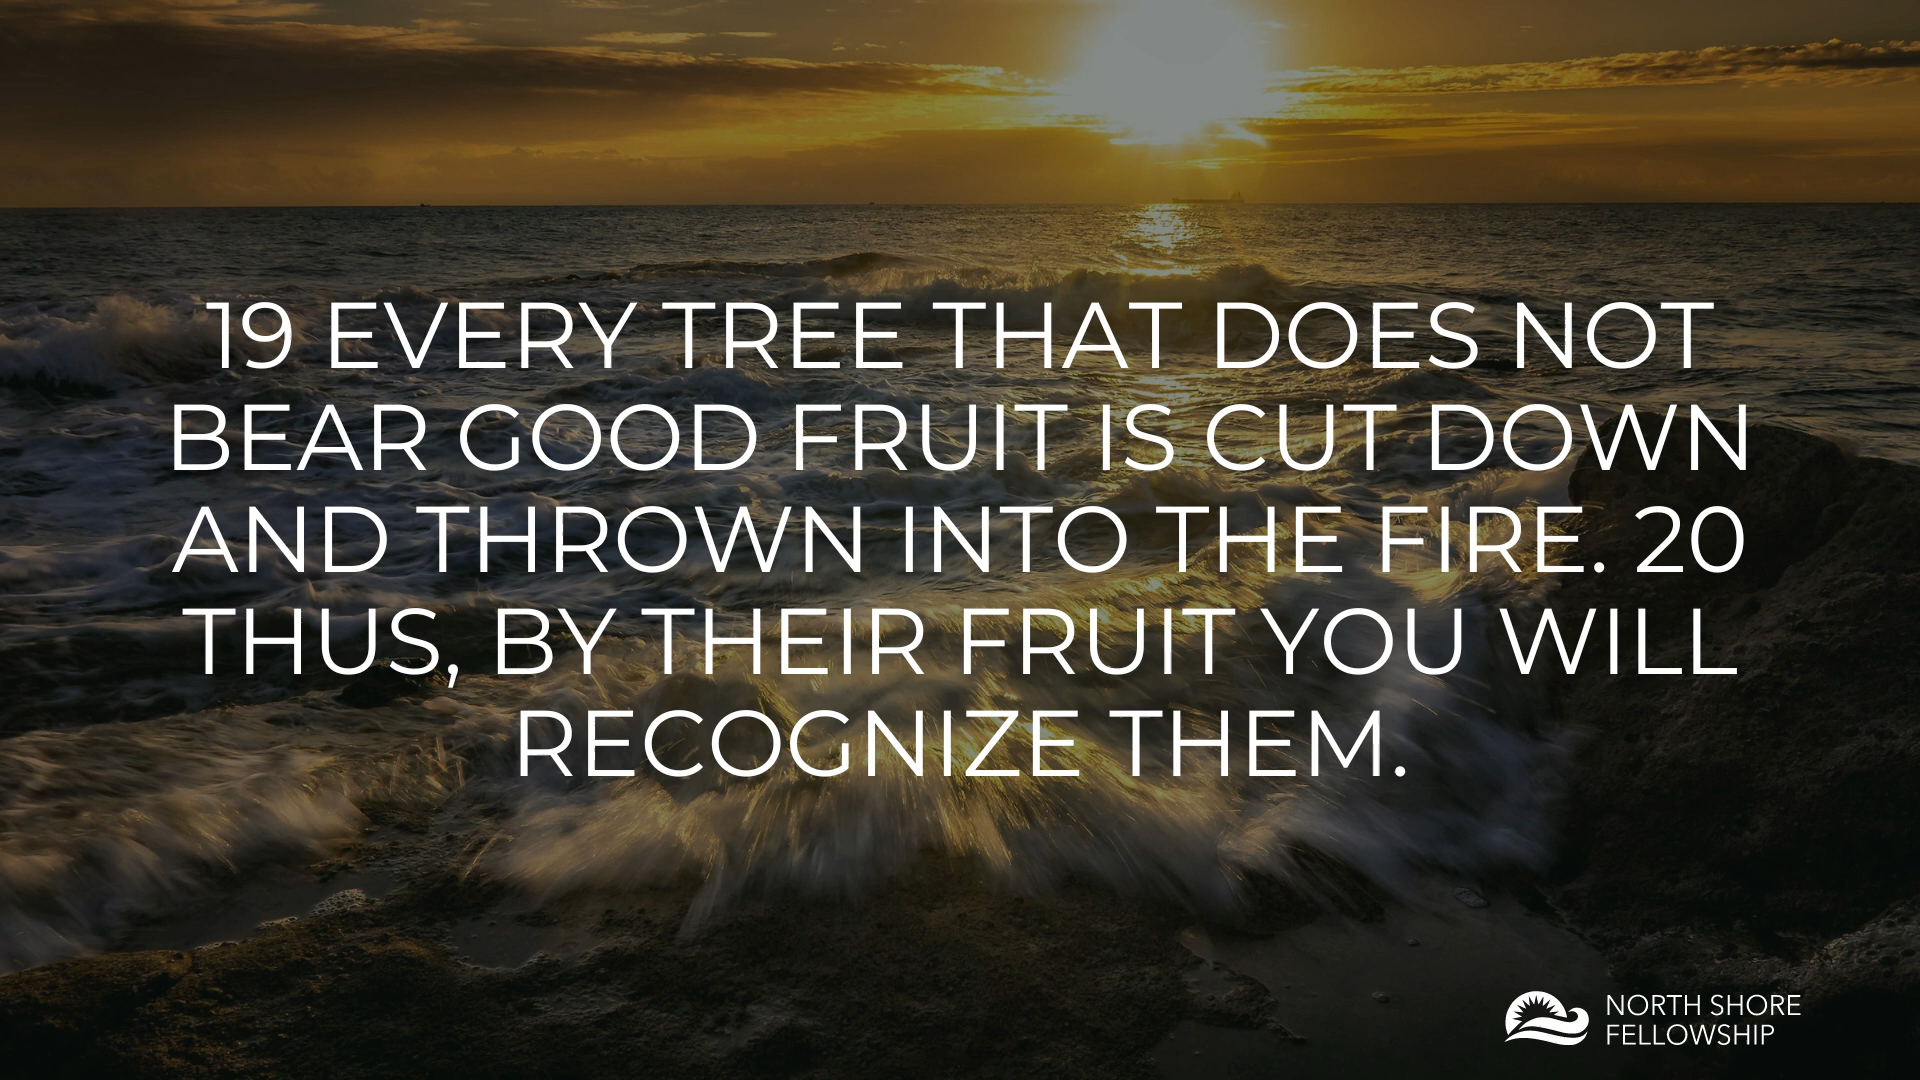 19 EVERY TREE THAT DOES NOT
BEAR GOOD FRUIT IS CUT DOWN
AND THROWN INTO THE FIRE. 20
THUS, BY THEIR FRUIT YOU WILL
RECOGNIZE THEM.
NORTH SHORE
FELLOWSHIP